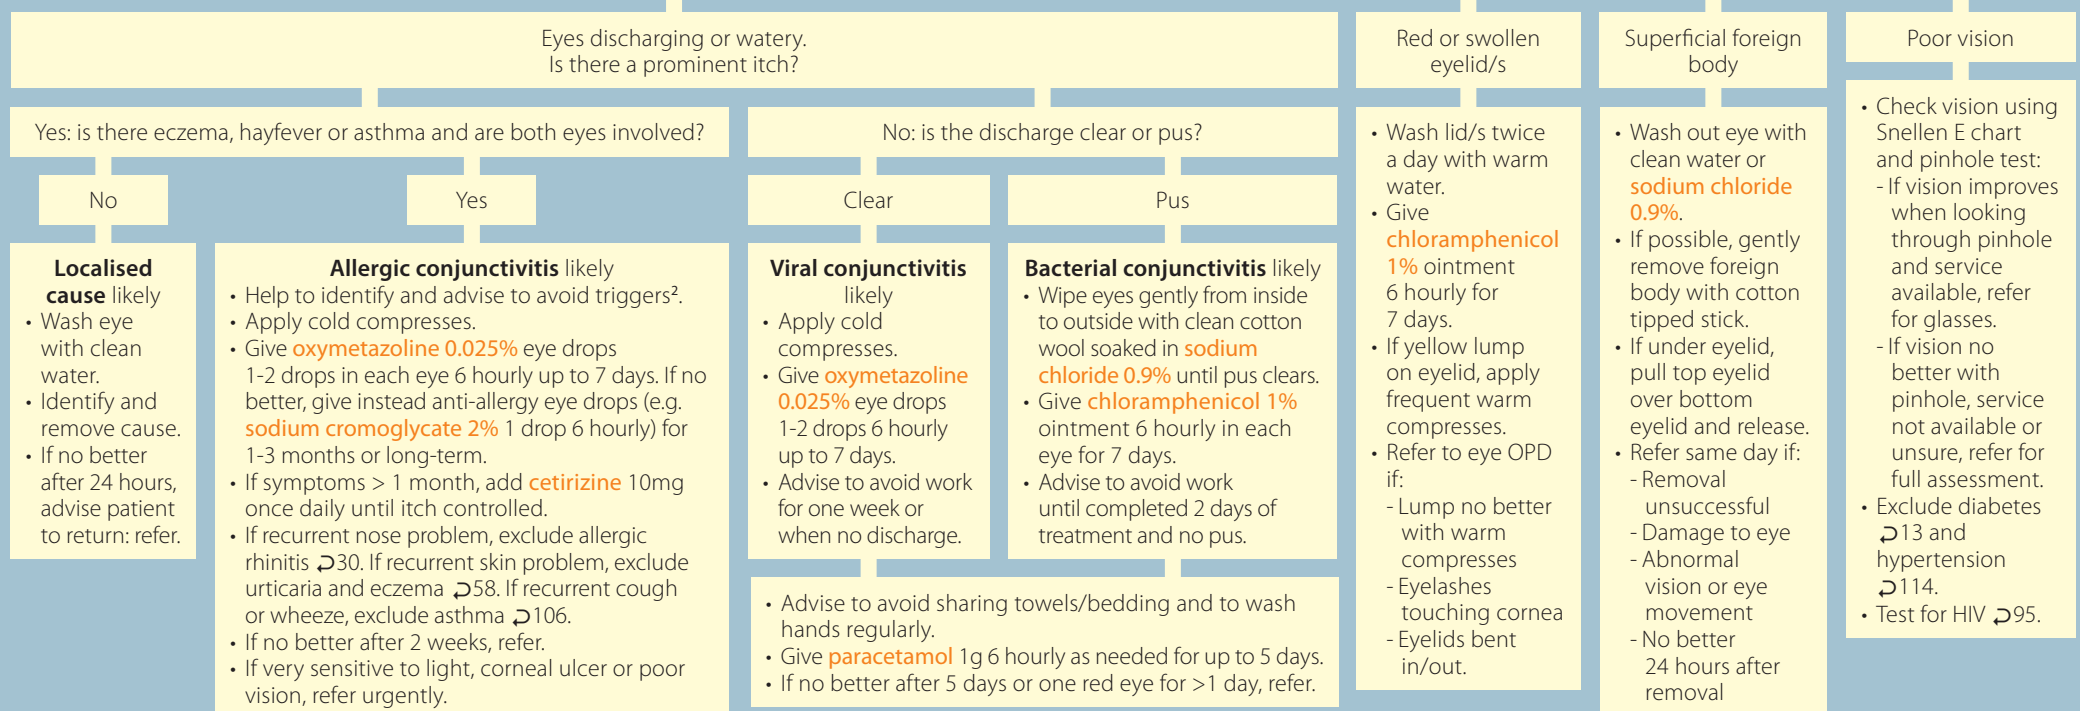 Eyes discharging or watery.
Is there a prominent itch?
Yes: is there eczema, hayfever or asthma and are both eyes involved?
No
Localised
cause likely
• Wash eye
with clean
water.
• Identify and
remove cause.
• If no better
after 24 hours,
advise patient
to return: refer.
Yes
Allergic conjunctivitis likely
• Help to identify and advise to avoid triggers².
• Apply cold compresses.
• Give oxymetazoline 0.025% eye drops
1-2 drops in each eye 6 hourly up to 7 days. If no
better, give instead anti-allergy eye drops (e.g.
sodium cromoglycate 2% 1 drop 6 hourly) for
1-3 months or long-term.
• If symptoms > 1 month, add cetirizine 10mg
once daily until itch controlled.
• If recurrent nose problem, exclude allergic
rhinitis ⮌30. If recurrent skin problem, exclude
urticaria and eczema ⮌58. If recurrent cough
or wheeze, exclude asthma ⮌106.
• If no better after 2 weeks, refer.
• If very sensitive to light, corneal ulcer or poor
vision, refer urgently.
No: is the discharge clear or pus?
Clear
Viral conjunctivitis
likely
• Apply cold
compresses.
• Give oxymetazoline
0.025% eye drops
1-2 drops 6 hourly
up to 7 days.
• Advise to avoid work
for one week or
when no discharge.
Pus
Bacterial conjunctivitis likely
• Wipe eyes gently from inside
to outside with clean cotton
wool soaked in sodium
chloride 0.9% until pus clears.
• Give chloramphenicol 1%
ointment 6 hourly in each
eye for 7 days.
• Advise to avoid work
until completed 2 days of
treatment and no pus.
• Advise to avoid sharing towels/bedding and to wash
hands regularly.
• Give paracetamol 1g 6 hourly as needed for up to 5 days.
• If no better after 5 days or one red eye for >1 day, refer.
Red or swollen
eyelid/s
• Wash lid/s twice
a day with warm
water.
• Give
chloramphenicol
1% ointment
6 hourly for
7 days.
• If yellow lump
on eyelid, apply
frequent warm
compresses.
• Refer to eye OPD
if:
- Lump no better
with warm
compresses
- Eyelashes
touching cornea
- Eyelids bent
in/out.
Superficial foreign
body
• Wash out eye with
clean water or
sodium chloride
0.9%.
• If possible, gently
remove foreign
body with cotton
tipped stick.
• If under eyelid,
pull top eyelid
over bottom
eyelid and release.
• Refer same day if:
- Removal
unsuccessful
- Damage to eye
- Abnormal
vision or eye
movement
- No better
24 hours after
removal
Poor vision
• Check vision using
Snellen E chart
and pinhole test:
- If vision improves
when looking
through pinhole
and service
available, refer
for glasses.
- If vision no
better with
pinhole, service
not available or
unsure, refer for
full assessment.
• Exclude diabetes
⮌13 and
hypertension
⮌114.
• Test for HIV ⮌95.